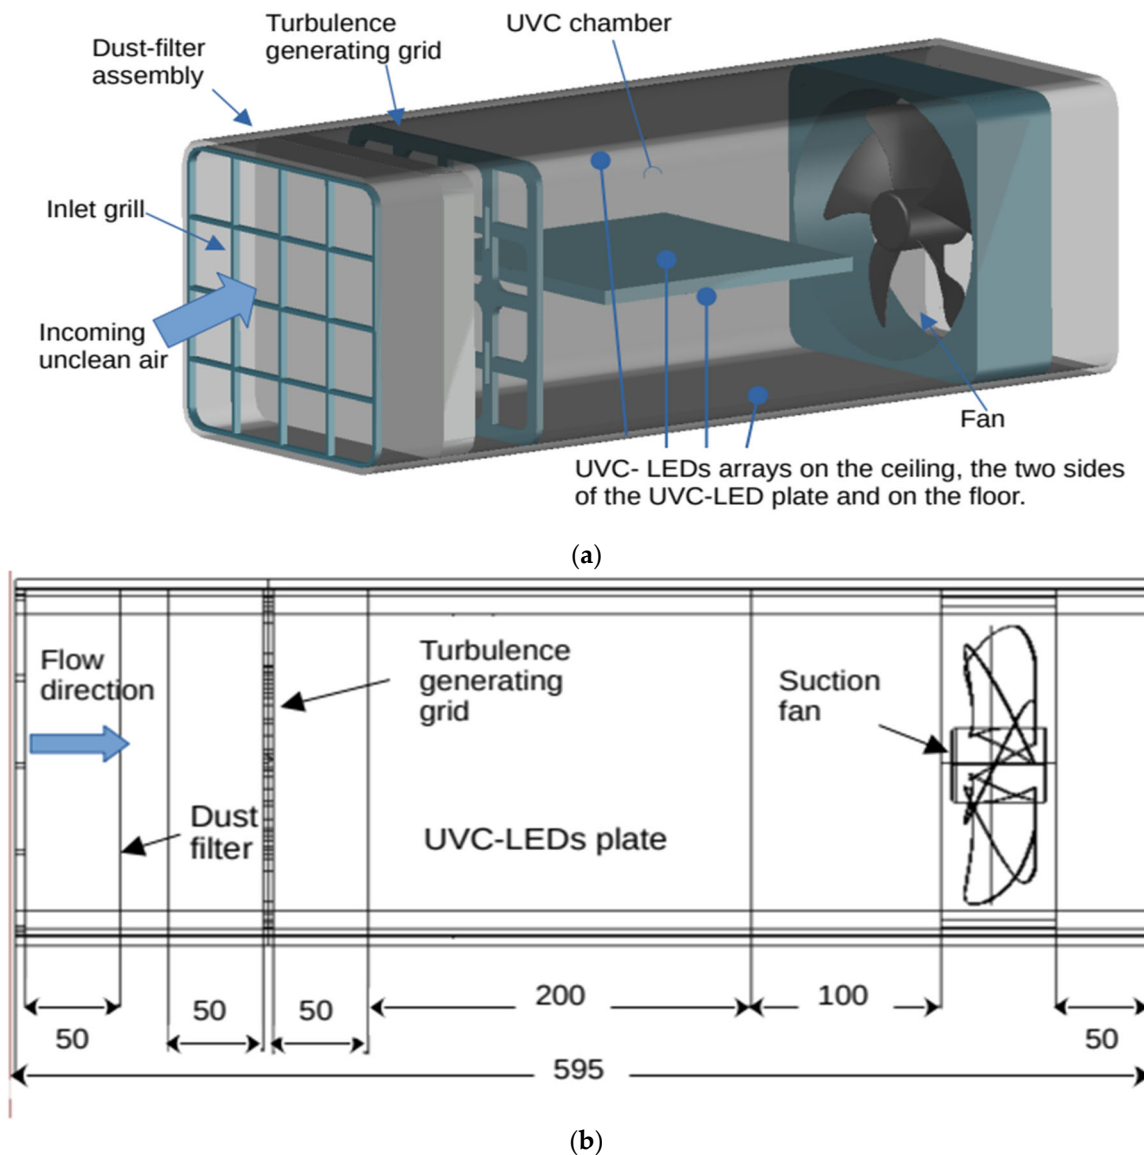 Dust-filter
assembly
Turbulence
generating grid
UVC chamber
Inlet grill
Incoming
unclean air
Fan
UVC- LEDs arrays on the ceiling, the two sides
of the UVC-LED plate and on the floor.
(a)
Flow
direction
Turbulence
generating
grid
Suction
fan
Dust
filter
UVC-LEDs plate
50
50
50
200
100
50
595
(b)